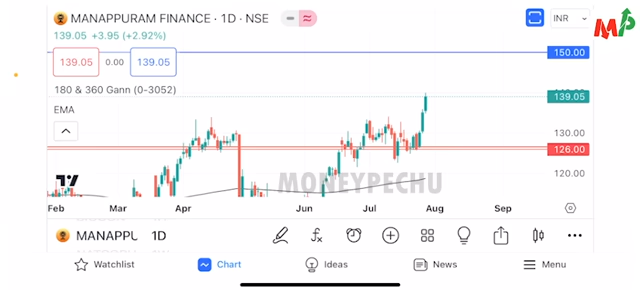 MANAPPURAM FINANCE · 1D · NSE
INR
MP
139.05 +3.95 (+2.92%)
139.05 0.00 139.05
150.00
180 & 360 Gann (0-3052)
139.05
EMA
130.00
126.00
120.00
MONEYPECHU
Feb Mar Apr Jun Jul Aug Sep
MANAPPU 1D
Watchlist Chart Ideas News Menu